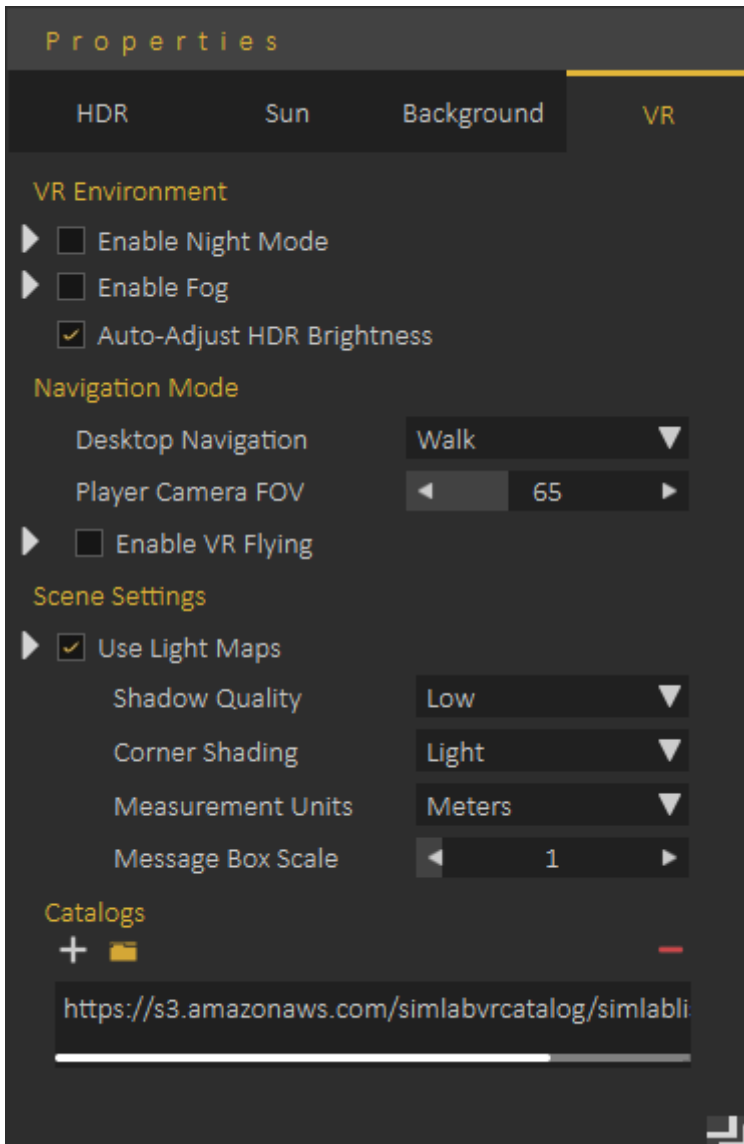 Properties
HDR Sun Background VR
VR Environment
Enable Night Mode
Enable Fog
Auto-Adjust HDR Brightness
Navigation Mode
Desktop Navigation Walk
Player Camera FOV 65
Enable VR Flying
Scene Settings
Use Light Maps
Shadow Quality Low
Corner Shading Light
Measurement Units Meters
Message Box Scale 1
Catalogs
https://s3.amazonaws.com/simlabvrcatalog/simlabli